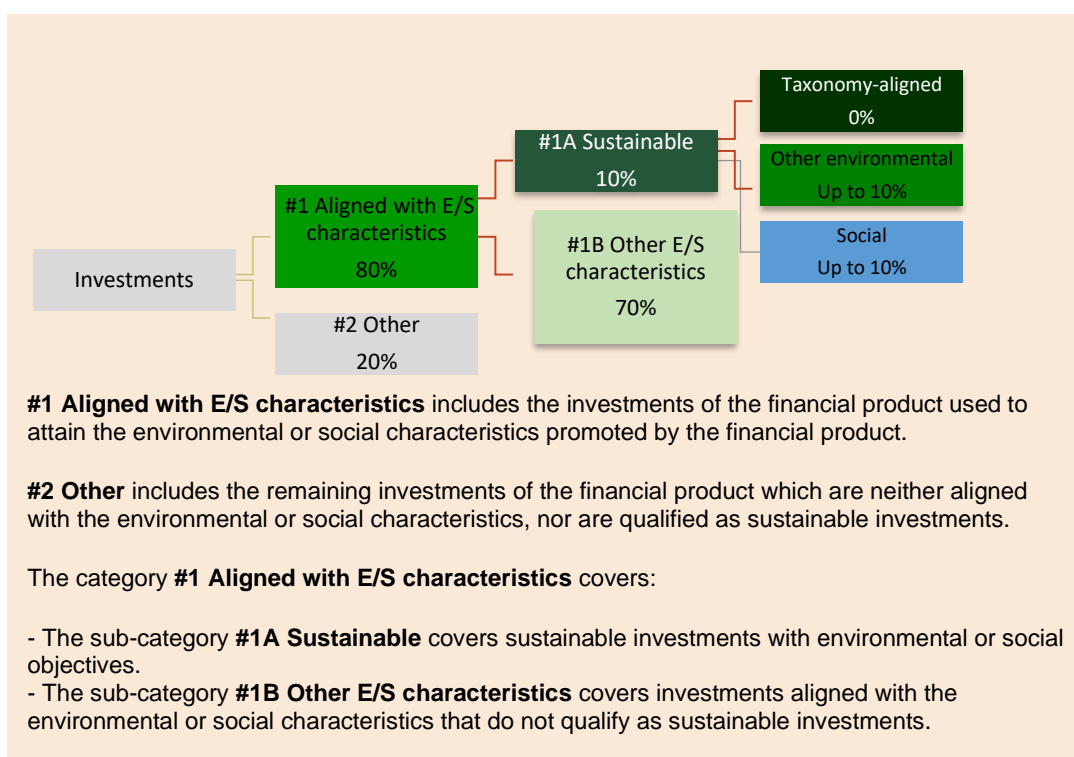 Taxonomy-aligned
0%
#1A Sustainable
10%
Other environmental
Up to 10%
#1 Aligned with E/S
characteristics
80%
#1B Other E/S
characteristics
70%
Social
Up to 10%
Investments
#2 Other
20%
#1 Aligned with E/S characteristics includes the investments of the financial product used to
attain the environmental or social characteristics promoted by the financial product.
#2 Other includes the remaining investments of the financial product which are neither aligned
with the environmental or social characteristics, nor are qualified as sustainable investments.
The category #1 Aligned with E/S characteristics covers:
- The sub-category #1A Sustainable covers sustainable investments with environmental or social
objectives.
- The sub-category #1B Other E/S characteristics covers investments aligned with the
environmental or social characteristics that do not qualify as sustainable investments.